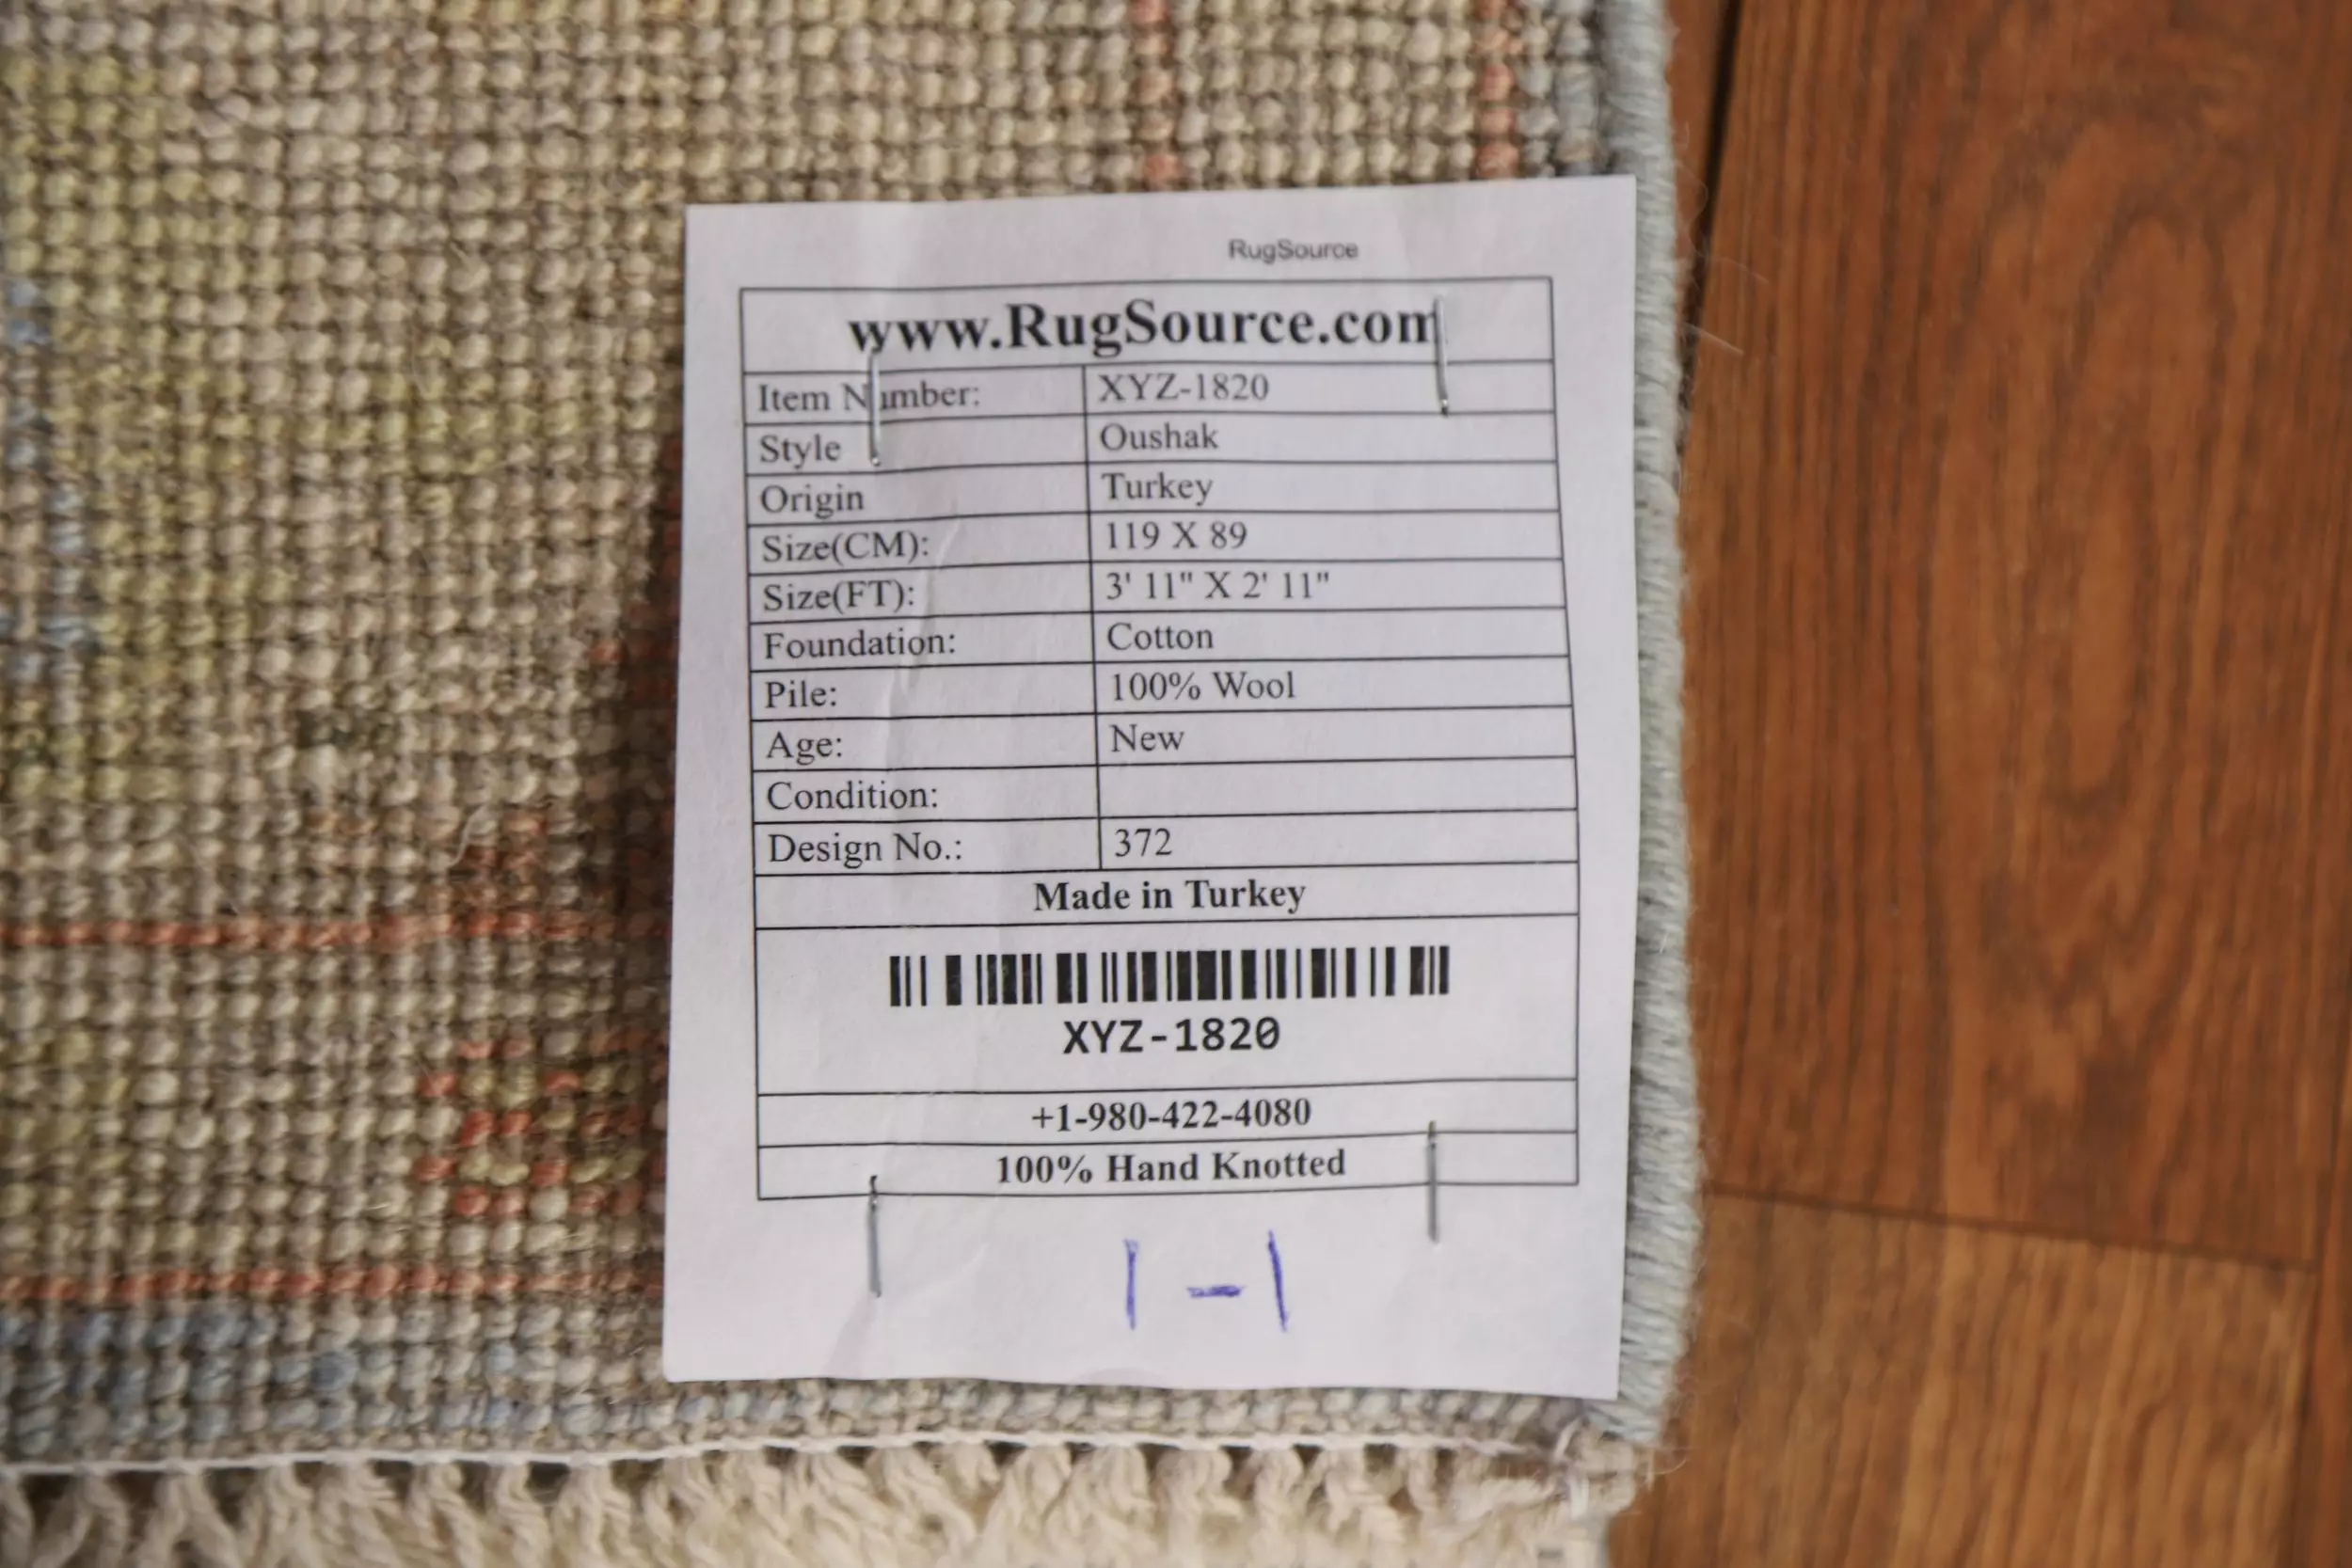 RugSource
www.RugSource.com
Item Number: XYZ-1820
Style Oushak
Origin Turkey
Size(CM): 119 X 89
Size(FT): 3' 11" X 2' 11"
Foundation: Cotton
Pile: 100% Wool
Age: New
Condition:
Design No.: 372
Made in Turkey
XYZ-1820
+1-980-422-4080
100% Hand Knotted
1-1